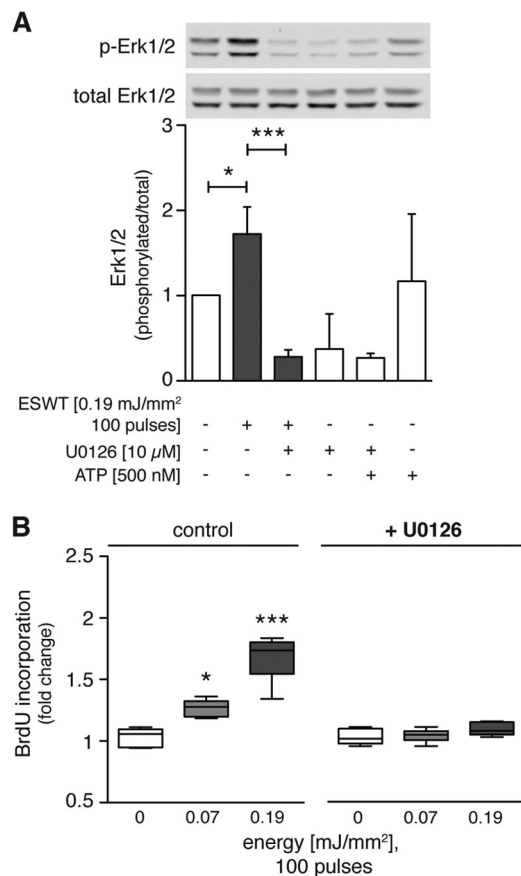 A
p-Erk1/2
total Erk1/2
***
*
3
2
1
0
Erk1/2
(phosphorylated/total)
ESWT [0.19 mJ/mm²
100 pulses] - + + - - -
U0126 [10 µM] - - + + + -
ATP [500 nM] - - - - + +
B
control
+ U0126
2.5
2
1.5
1
0.5
BrdU incorporation
(fold change)
*
***
0 0.07 0.19 0 0.07 0.19
energy [mJ/mm²],
100 pulses